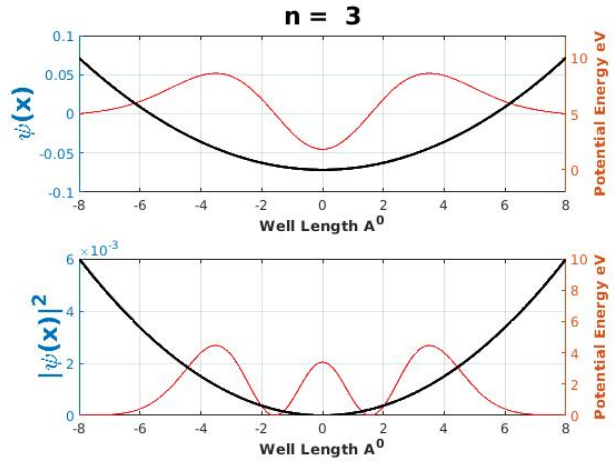 n = 3
0.1
0.05
0
-0.05
-0.1
ψ(x)
10
5
0
Potential Energy eV
-8 -6 -4 -2 0 2 4 6 8
Well Length A⁰
×10⁻³
6
4
2
0
|ψ(x)|²
10
8
6
4
2
0
Potential Energy eV
-8 -6 -4 -2 0 2 4 6 8
Well Length A⁰